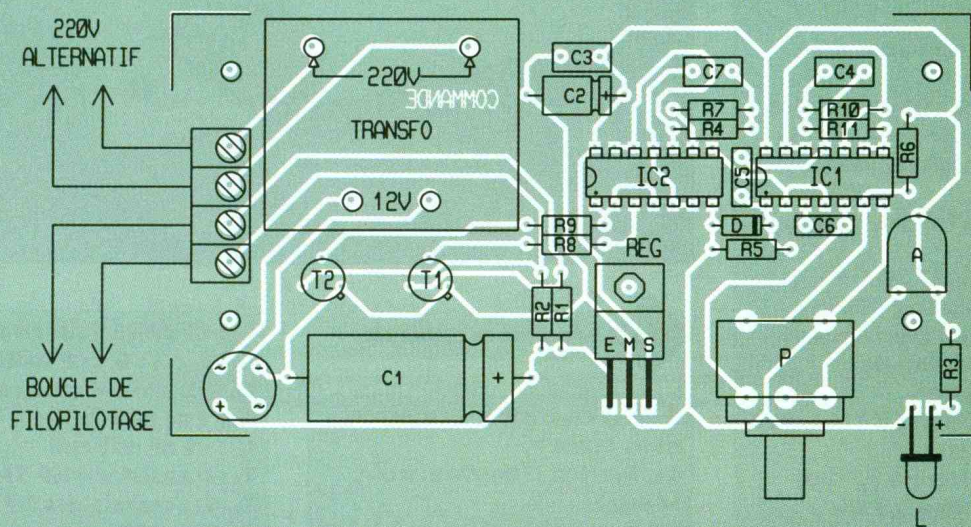 220V
ALTERNATIF
BOUCLE DE
FILOPILOTAGE
220V
COMMANDE
TRANSFO
12V
C3
C2
+
C7
R7
R4
C4
R10
R11
R6
IC2
C5
IC1
R9
R8
REG
D
R5
C6
A
T2
T1
R2
R1
E M S
P
R3
~ -
+ ~
C1
+
- +
L